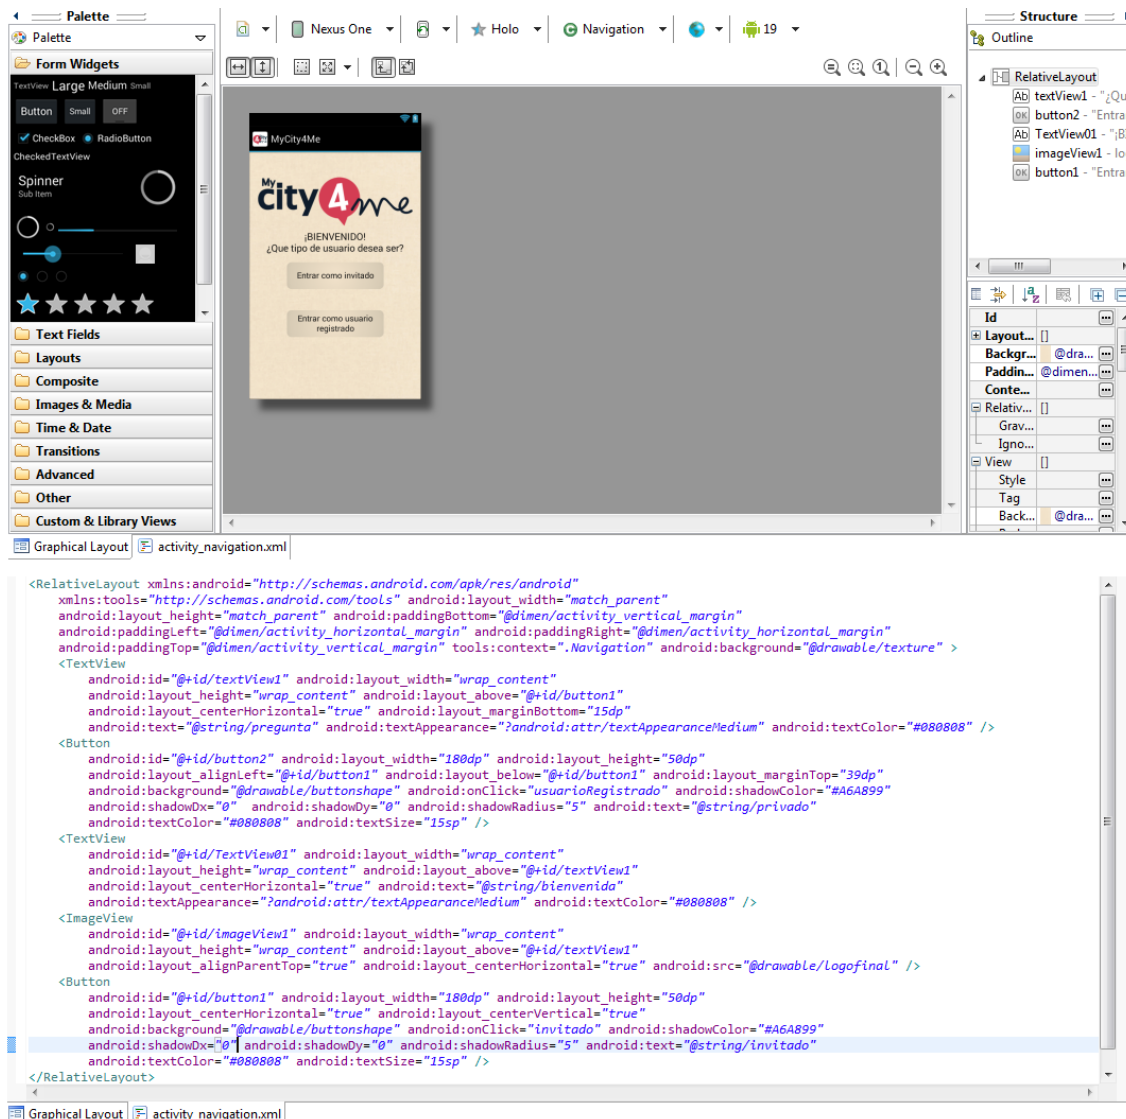 Palette
Palette
Form Widgets
TextView Large Medium Small
Button Small OFF
CheckBox RadioButton
CheckedTextView
Spinner
Sub Item
Text Fields
Layouts
Composite
Images & Media
Time & Date
Transitions
Advanced
Other
Custom & Library Views
Nexus One
Holo
Navigation
19
MyCity4Me
My city 4 me
¡BIENVENIDO!
¿Que tipo de usuario desea ser?
Entrar como invitado
Entrar como usuario
registrado
Structure
Outline
RelativeLayout
Ab textView1 - "¿Qu
OK button2 - "Entra
Ab TextView01 - "¡B
imageView1 - lo
OK button1 - "Entra
Id
Layout... []
Backgr... @dra...
Paddin... @dimen...
Conte...
Relativ... []
Grav...
Igno...
View []
Style
Tag
Back... @dra...
Graphical Layout activity_navigation.xml
<RelativeLayout xmlns:android="http://schemas.android.com/apk/res/android"
xmlns:tools="http://schemas.android.com/tools" android:layout_width="match_parent"
android:layout_height="match_parent" android:paddingBottom="@dimen/activity_vertical_margin"
android:paddingLeft="@dimen/activity_horizontal_margin" android:paddingRight="@dimen/activity_horizontal_margin"
android:paddingTop="@dimen/activity_vertical_margin" tools:context=".Navigation" android:background="@drawable/texture" >
<TextView
android:id="@+id/textView1" android:layout_width="wrap_content"
android:layout_height="wrap_content" android:layout_above="@+id/button1"
android:layout_centerHorizontal="true" android:layout_marginBottom="15dp"
android:text="@string/pregunta" android:textAppearance="?android:attr/textAppearanceMedium" android:textColor="#080808" />
<Button
android:id="@+id/button2" android:layout_width="180dp" android:layout_height="50dp"
android:layout_alignLeft="@+id/button1" android:layout_below="@+id/button1" android:layout_marginTop="39dp"
android:background="@drawable/buttonshape" android:onClick="usuarioRegistrado" android:shadowColor="#A6A899"
android:shadowDx="0" android:shadowDy="0" android:shadowRadius="5" android:text="@string/privado"
android:textColor="#080808" android:textSize="15sp" />
<TextView
android:id="@+id/TextView01" android:layout_width="wrap_content"
android:layout_height="wrap_content" android:layout_above="@+id/textView1"
android:layout_centerHorizontal="true" android:text="@string/bienvenida"
android:textAppearance="?android:attr/textAppearanceMedium" android:textColor="#080808" />
<ImageView
android:id="@+id/imageView1" android:layout_width="wrap_content"
android:layout_height="wrap_content" android:layout_above="@+id/textView1"
android:layout_alignParentTop="true" android:layout_centerHorizontal="true" android:src="@drawable/logofinal" />
<Button
android:id="@+id/button1" android:layout_width="180dp" android:layout_height="50dp"
android:layout_centerHorizontal="true" android:layout_centerVertical="true"
android:background="@drawable/buttonshape" android:onClick="invitado" android:shadowColor="#A6A899"
android:shadowDx="0" android:shadowDy="0" android:shadowRadius="5" android:text="@string/invitado"
android:textColor="#080808" android:textSize="15sp" />
</RelativeLayout>
Graphical Layout activity_navigation.xml